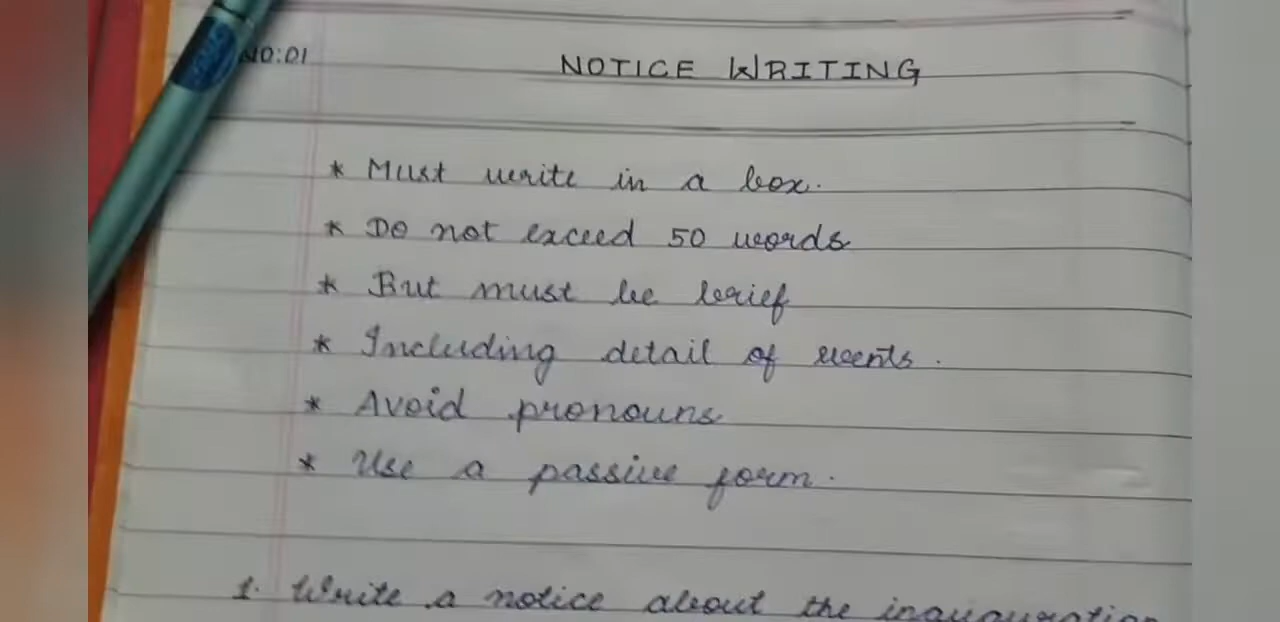 NO:01
NOTICE WRITING
* Must write in a box.
* Do not exceed 50 words
* But must be brief
* Including detail of events.
* Avoid pronouns
* Use a passive form.
1. Write a notice about the inauguration